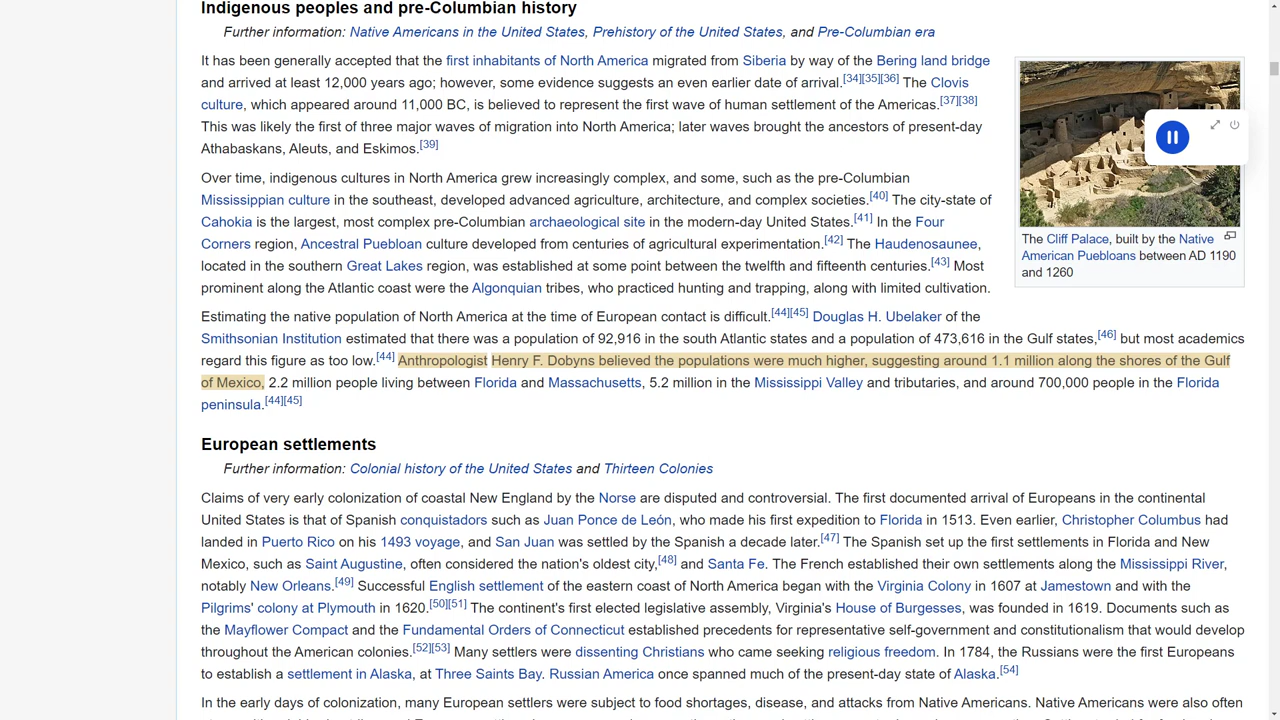 Indigenous peoples and pre-Columbian history
Further information: Native Americans in the United States, Prehistory of the United States, and Pre-Columbian era
It has been generally accepted that the first inhabitants of North America migrated from Siberia by way of the Bering land bridge
and arrived at least 12,000 years ago; however, some evidence suggests an even earlier date of arrival.[34][35][36] The Clovis
culture, which appeared around 11,000 BC, is believed to represent the first wave of human settlement of the Americas.[37][38]
This was likely the first of three major waves of migration into North America; later waves brought the ancestors of present-day
Athabaskans, Aleuts, and Eskimos.[39]
Over time, indigenous cultures in North America grew increasingly complex, and some, such as the pre-Columbian
Mississippian culture in the southeast, developed advanced agriculture, architecture, and complex societies.[40] The city-state of
Cahokia is the largest, most complex pre-Columbian archaeological site in the modern-day United States.[41] In the Four
Corners region, Ancestral Puebloan culture developed from centuries of agricultural experimentation.[42] The Haudenosaunee,
located in the southern Great Lakes region, was established at some point between the twelfth and fifteenth centuries.[43] Most
prominent along the Atlantic coast were the Algonquian tribes, who practiced hunting and trapping, along with limited cultivation.
The Cliff Palace, built by the Native
American Puebloans between AD 1190
and 1260
Estimating the native population of North America at the time of European contact is difficult.[44][45] Douglas H. Ubelaker of the
Smithsonian Institution estimated that there was a population of 92,916 in the south Atlantic states and a population of 473,616 in the Gulf states,[46] but most academics
regard this figure as too low.[44] Anthropologist Henry F. Dobyns believed the populations were much higher, suggesting around 1.1 million along the shores of the Gulf
of Mexico, 2.2 million people living between Florida and Massachusetts, 5.2 million in the Mississippi Valley and tributaries, and around 700,000 people in the Florida
peninsula.[44][45]
European settlements
Further information: Colonial history of the United States and Thirteen Colonies
Claims of very early colonization of coastal New England by the Norse are disputed and controversial. The first documented arrival of Europeans in the continental
United States is that of Spanish conquistadors such as Juan Ponce de León, who made his first expedition to Florida in 1513. Even earlier, Christopher Columbus had
landed in Puerto Rico on his 1493 voyage, and San Juan was settled by the Spanish a decade later.[47] The Spanish set up the first settlements in Florida and New
Mexico, such as Saint Augustine, often considered the nation's oldest city,[48] and Santa Fe. The French established their own settlements along the Mississippi River,
notably New Orleans.[49] Successful English settlement of the eastern coast of North America began with the Virginia Colony in 1607 at Jamestown and with the
Pilgrims' colony at Plymouth in 1620.[50][51] The continent's first elected legislative assembly, Virginia's House of Burgesses, was founded in 1619. Documents such as
the Mayflower Compact and the Fundamental Orders of Connecticut established precedents for representative self-government and constitutionalism that would develop
throughout the American colonies.[52][53] Many settlers were dissenting Christians who came seeking religious freedom. In 1784, the Russians were the first Europeans
to establish a settlement in Alaska, at Three Saints Bay. Russian America once spanned much of the present-day state of Alaska.[54]
In the early days of colonization, many European settlers were subject to food shortages, disease, and attacks from Native Americans. Native Americans were also often